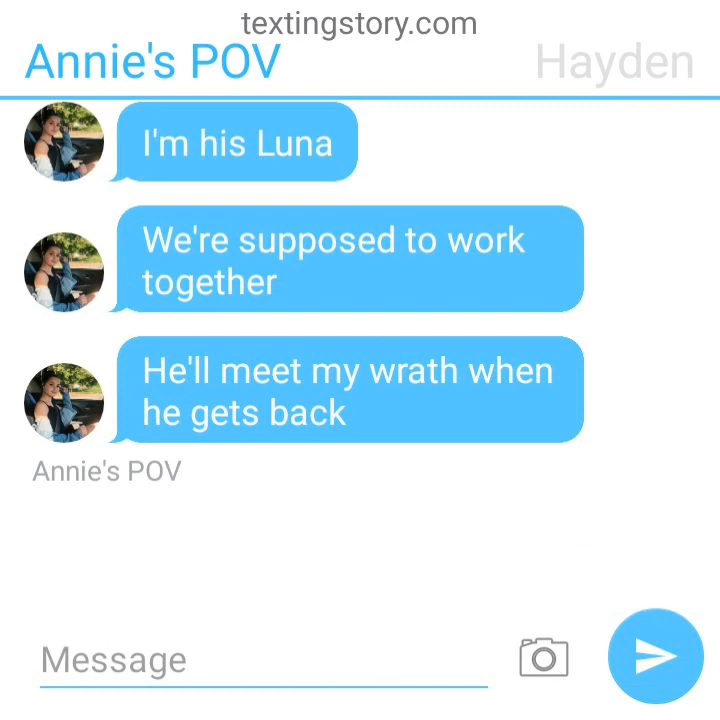 textingstory.com
Annie's POV
Hayden
I'm his Luna
We're supposed to work
together
He'll meet my wrath when
he gets back
Annie's POV
Message